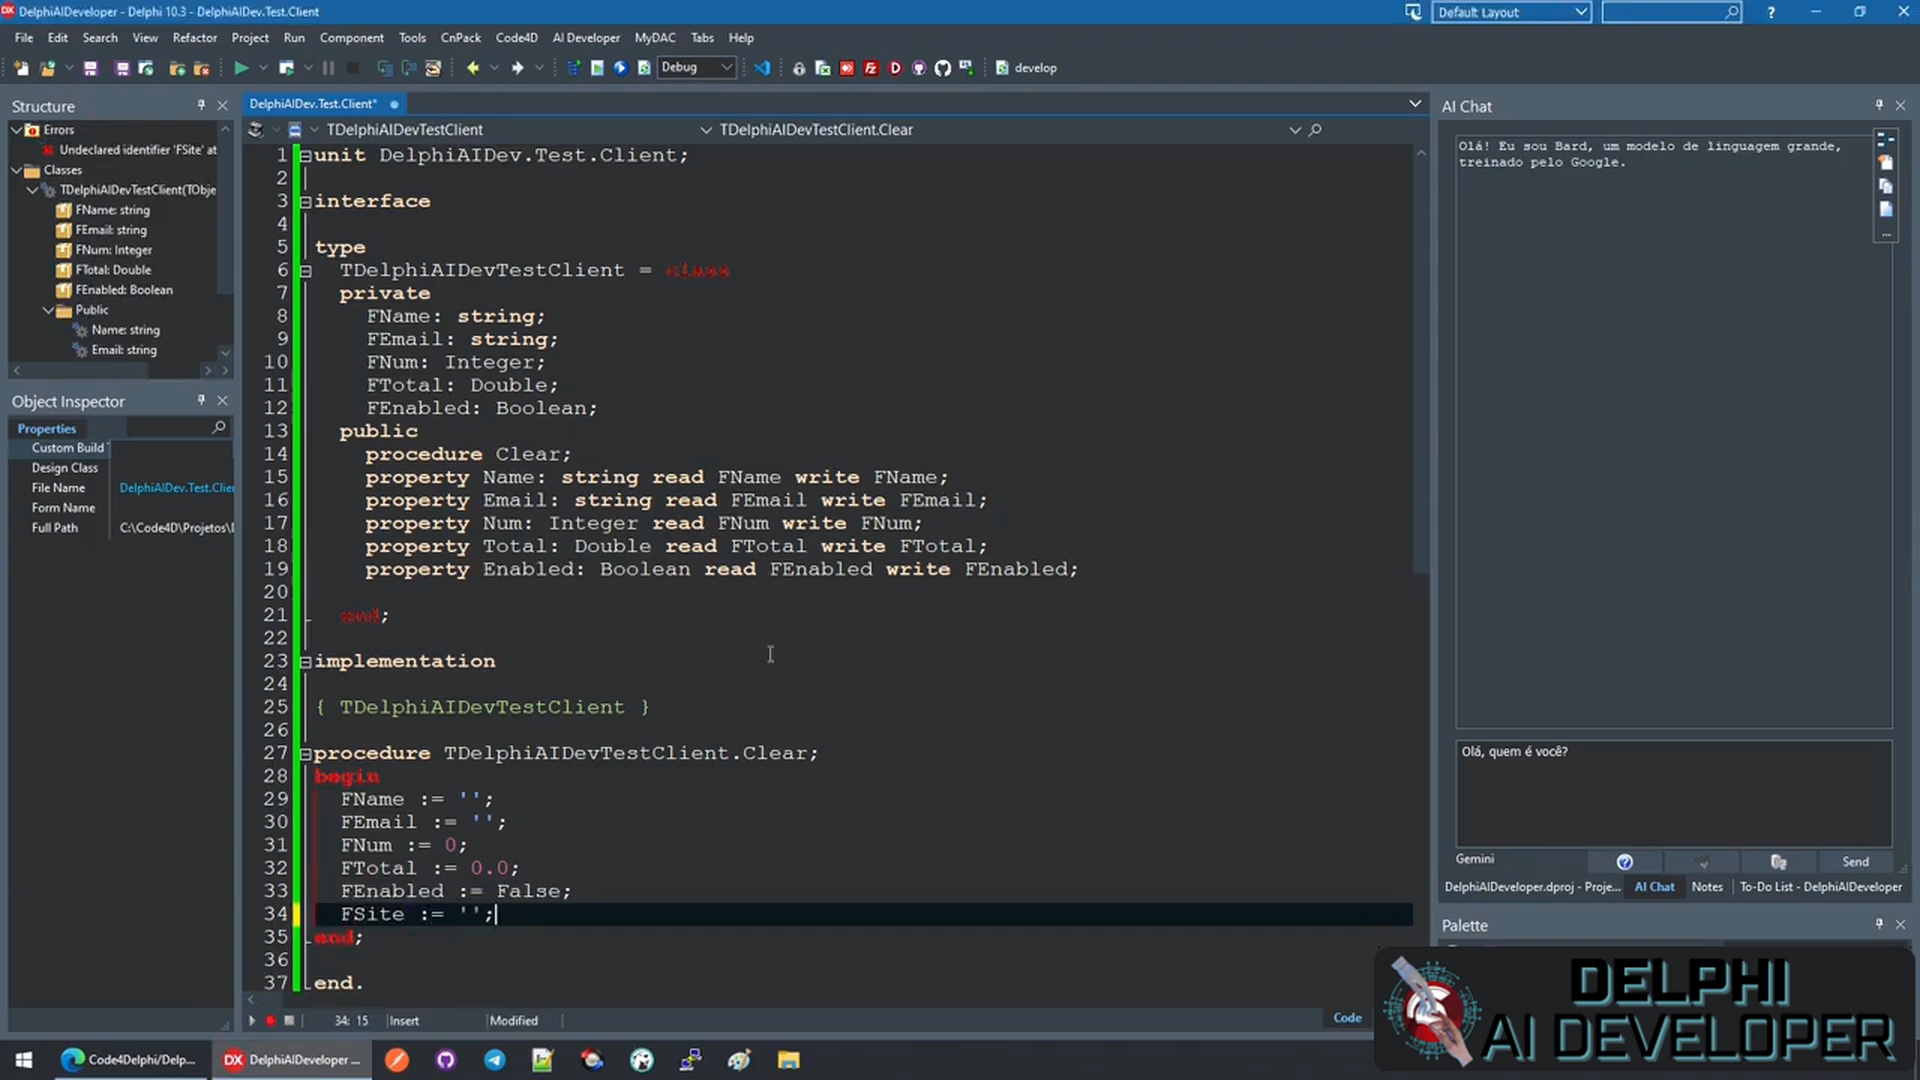 DelphiAIDeveloper - Delphi 10.3 - DelphiAIDev.Test.Client
Default Layout
File Edit Search View Refactor Project Run Component Tools CnPack Code4D AI Developer MyDAC Tabs Help
Debug
develop
Structure
Errors
Undeclared identifier 'FSite' at
Classes
TDelphiAIDevTestClient(TObje
FName: string
FEmail: string
FNum: Integer
FTotal: Double
FEnabled: Boolean
Public
Name: string
Email: string
Object Inspector
Properties
Custom Build
Design Class
File Name DelphiAIDev.Test.Clie
Form Name
Full Path C:\Code4D\Projetos\
DelphiAIDev.Test.Client*
TDelphiAIDevTestClient TDelphiAIDevTestClient.Clear
1 unit DelphiAIDev.Test.Client;
2
3 interface
4
5 type
6 TDelphiAIDevTestClient = class
7 private
8 FName: string;
9 FEmail: string;
10 FNum: Integer;
11 FTotal: Double;
12 FEnabled: Boolean;
13 public
14 procedure Clear;
15 property Name: string read FName write FName;
16 property Email: string read FEmail write FEmail;
17 property Num: Integer read FNum write FNum;
18 property Total: Double read FTotal write FTotal;
19 property Enabled: Boolean read FEnabled write FEnabled;
20
21 end;
22
23 implementation
24
25 { TDelphiAIDevTestClient }
26
27 procedure TDelphiAIDevTestClient.Clear;
28 begin
29 FName := '';
30 FEmail := '';
31 FNum := 0;
32 FTotal := 0.0;
33 FEnabled := False;
34 FSite := '';
35 end;
36
37 end.
34: 15 Insert Modified Code
AI Chat
Olá! Eu sou Bard, um modelo de linguagem grande,
treinado pelo Google.
Olá, quem é você?
Gemini Send
DelphiAIDeveloper.dproj - Proje... AI Chat Notes To-Do List - DelphiAIDeveloper
Palette
DELPHI
AI DEVELOPER
Code4Delphi/Delp...
DX DelphiAIDeveloper ...